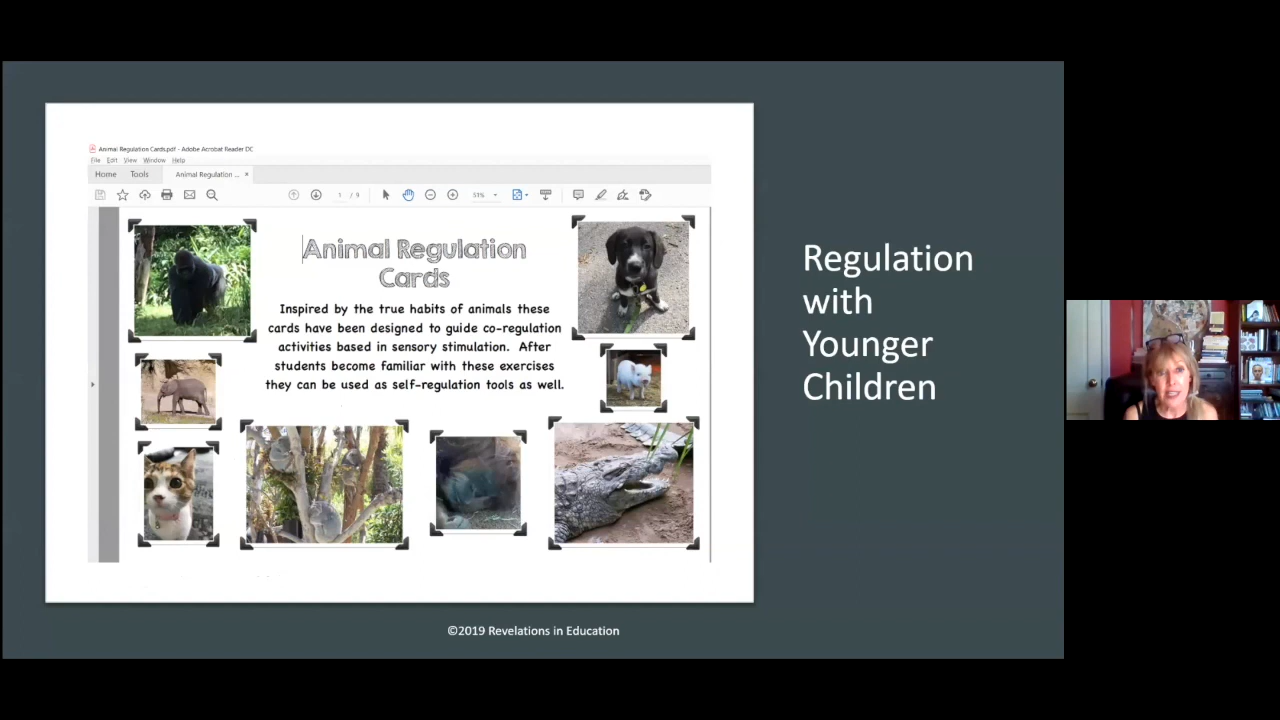 Animal Regulation Cards.pdf - Adobe Acrobat Reader DC
File Edit View Window Help
Home Tools Animal Regulation ... ×
1 / 9 51%
Animal Regulation
Cards
Inspired by the true habits of animals these
cards have been designed to guide co-regulation
activities based in sensory stimulation. After
students become familiar with these exercises
they can be used as self-regulation tools as well.
Regulation
with
Younger
Children
©2019 Revelations in Education